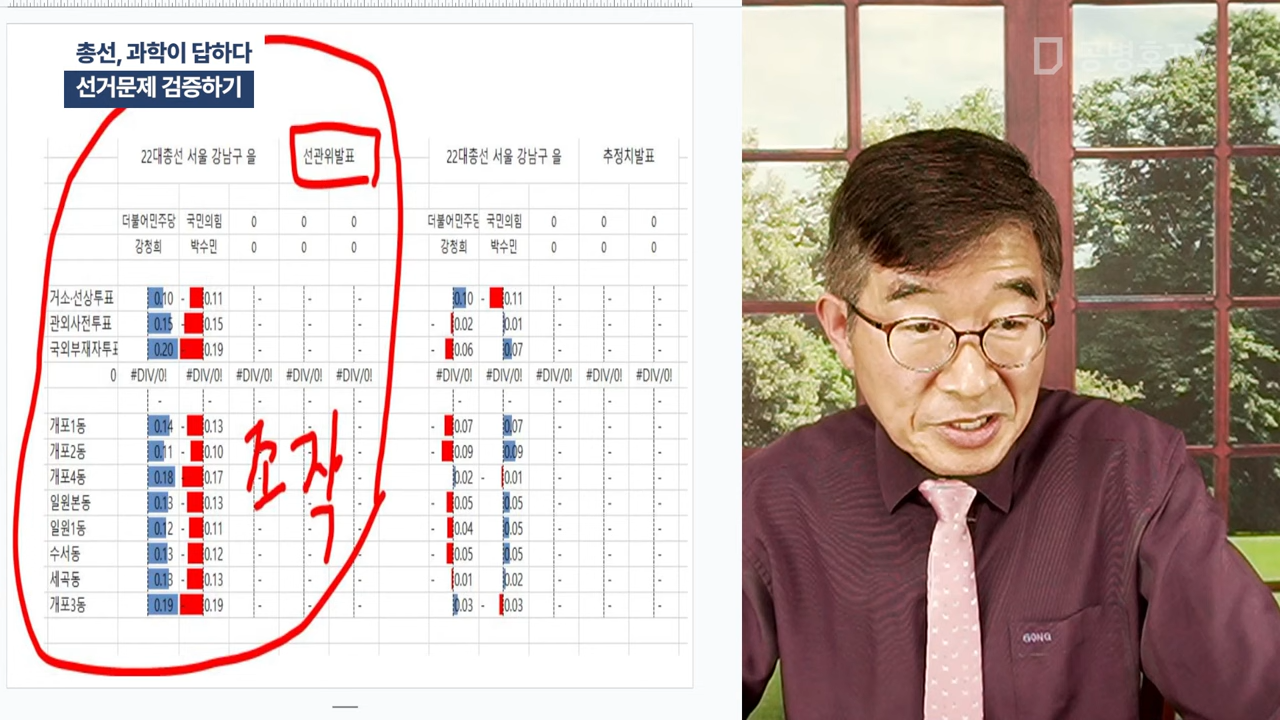 총선, 과학이 답하다
선거문제 검증하기
공병호TV
22대총선 서울 강남구 을 선관위발표 22대총선 서울 강남구 을 추정치발표
더불어민주당 국민의힘 0 0 0 더불어민주당 국민의힘 0 0 0
강청희 박수민 0 0 0 강청희 박수민 0 0 0
거소·선상투표 0.10 - 0.11 - - - 0.10 - 0.11 - - -
관외사전투표 0.15 - 0.15 - - - - 0.02 0.01 - - -
국외부재자투표 0.20 - 0.19 - - - - 0.06 0.07 - - -
0 #DIV/0! #DIV/0! #DIV/0! #DIV/0! #DIV/0! #DIV/0! #DIV/0! #DIV/0! #DIV/0! #DIV/0!
- - - - - - - - - -
개포1동 0.14 - 0.13 - - - - 0.07 0.07 - - -
개포2동 0.11 - 0.10 - - - - 0.09 0.09 - - -
개포4동 0.18 - 0.17 - - - 0.02 - 0.01 - - -
일원본동 0.13 - 0.13 - - - - 0.05 0.05 - - -
일원1동 0.12 - 0.11 - - - - 0.04 0.05 - - -
수서동 0.13 - 0.12 - - - - 0.05 0.05 - - -
세곡동 0.13 - 0.13 - - - - 0.01 0.02 - - -
개포3동 0.19 - 0.19 - - - 0.03 - 0.03 - - -
조작
GONG